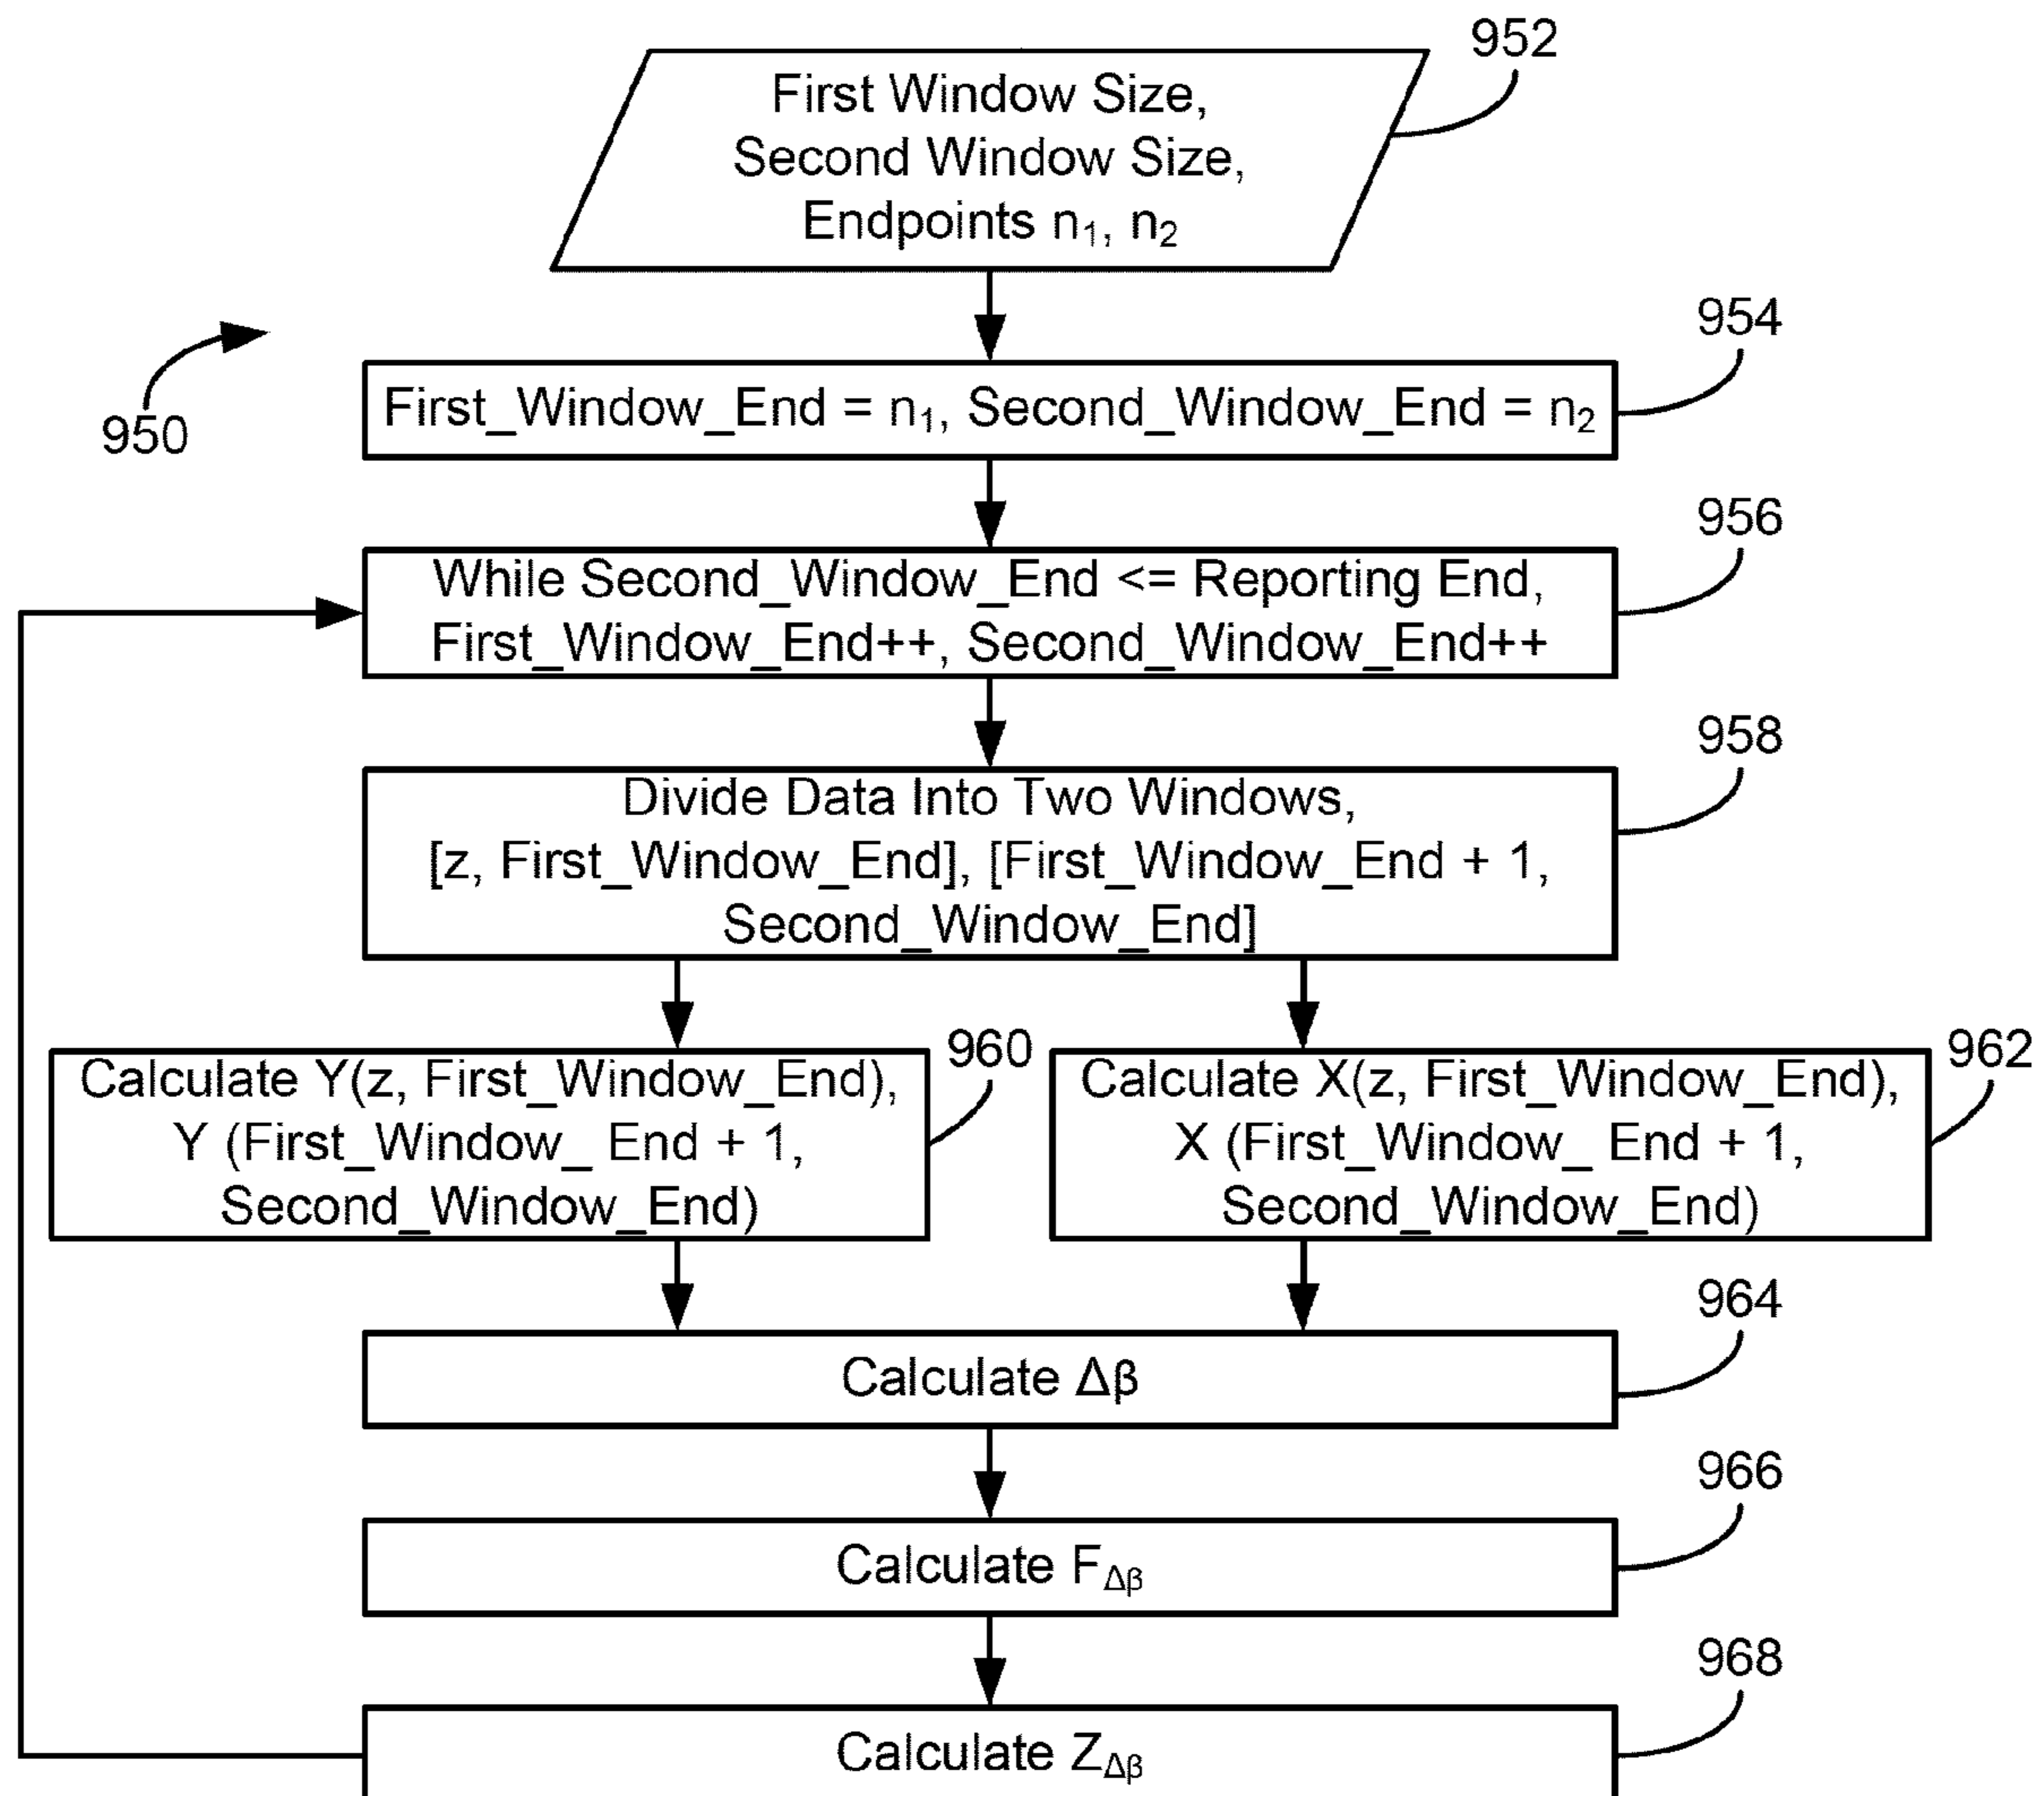 952
First Window Size,
Second Window Size,
Endpoints n₁, n₂
954
950
First_Window_End = n₁, Second_Window_End = n₂
956
While Second_Window_End <= Reporting End,
First_Window_End++, Second_Window_End++
958
Divide Data Into Two Windows,
[z, First_Window_End], [First_Window_End + 1,
Second_Window_End]
960
Calculate Y(z, First_Window_End),
Y (First_Window_ End + 1,
Second_Window_End)
962
Calculate X(z, First_Window_End),
X (First_Window_ End + 1,
Second_Window_End)
964
Calculate Δβ
966
Calculate F_Δβ
968
Calculate Z_Δβ